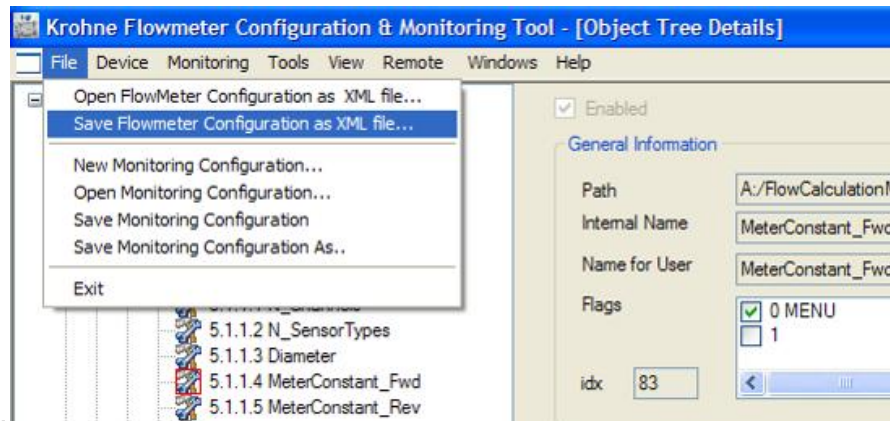 Krohne Flowmeter Configuration & Monitoring Tool - [Object Tree Details]
File Device Monitoring Tools View Remote Windows Help
Open FlowMeter Configuration as XML file...
Save Flowmeter Configuration as XML file...
New Monitoring Configuration...
Open Monitoring Configuration...
Save Monitoring Configuration
Save Monitoring Configuration As..
Exit
5.1.1.2 N_SensorTypes
5.1.1.3 Diameter
5.1.1.4 MeterConstant_Fwd
5.1.1.5 MeterConstant_Rev
Enabled
General Information
Path A:/FlowCalculation
Internal Name MeterConstant_Fwd
Name for User MeterConstant_Fwd
Flags 0 MENU
1
idx 83